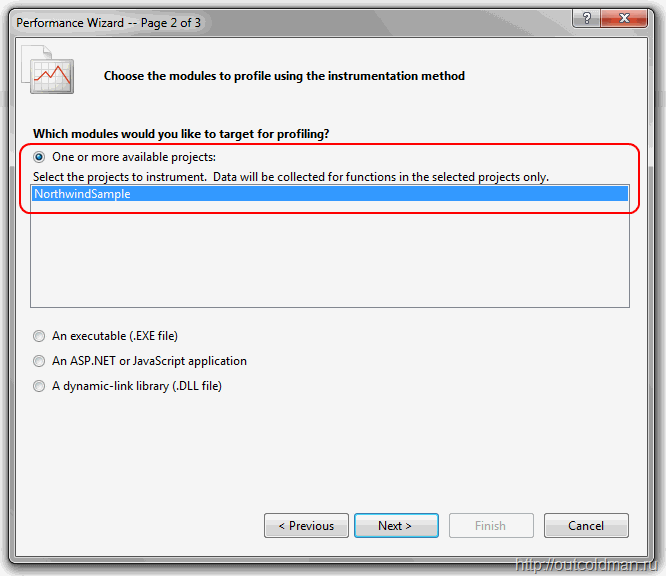 Performance Wizard -- Page 2 of 3
?
Choose the modules to profile using the instrumentation method
Which modules would you like to target for profiling?
One or more available projects:
Select the projects to instrument.  Data will be collected for functions in the selected projects only.
NorthwindSample
An executable (.EXE file)
An ASP.NET or JavaScript application
A dynamic-link library (.DLL file)
< Previous
Next >
Finish
Cancel
http://outcoldman.ru